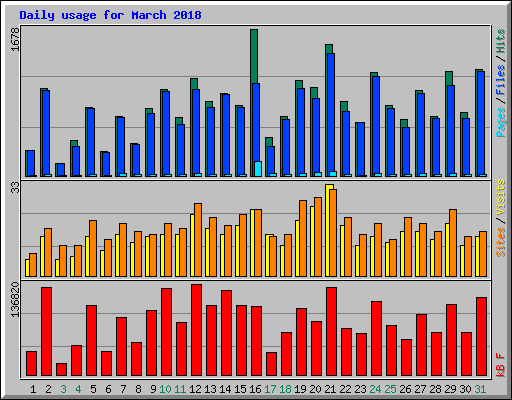 Daily usage for March 2018
1678
Pages / Files / Hits
33
Sites / Visits
136820
kB F
1 2 3 4 5 6 7 8 9 10 11 12 13 14 15 16 17 18 19 20 21 22 23 24 25 26 27 28 29 30 31